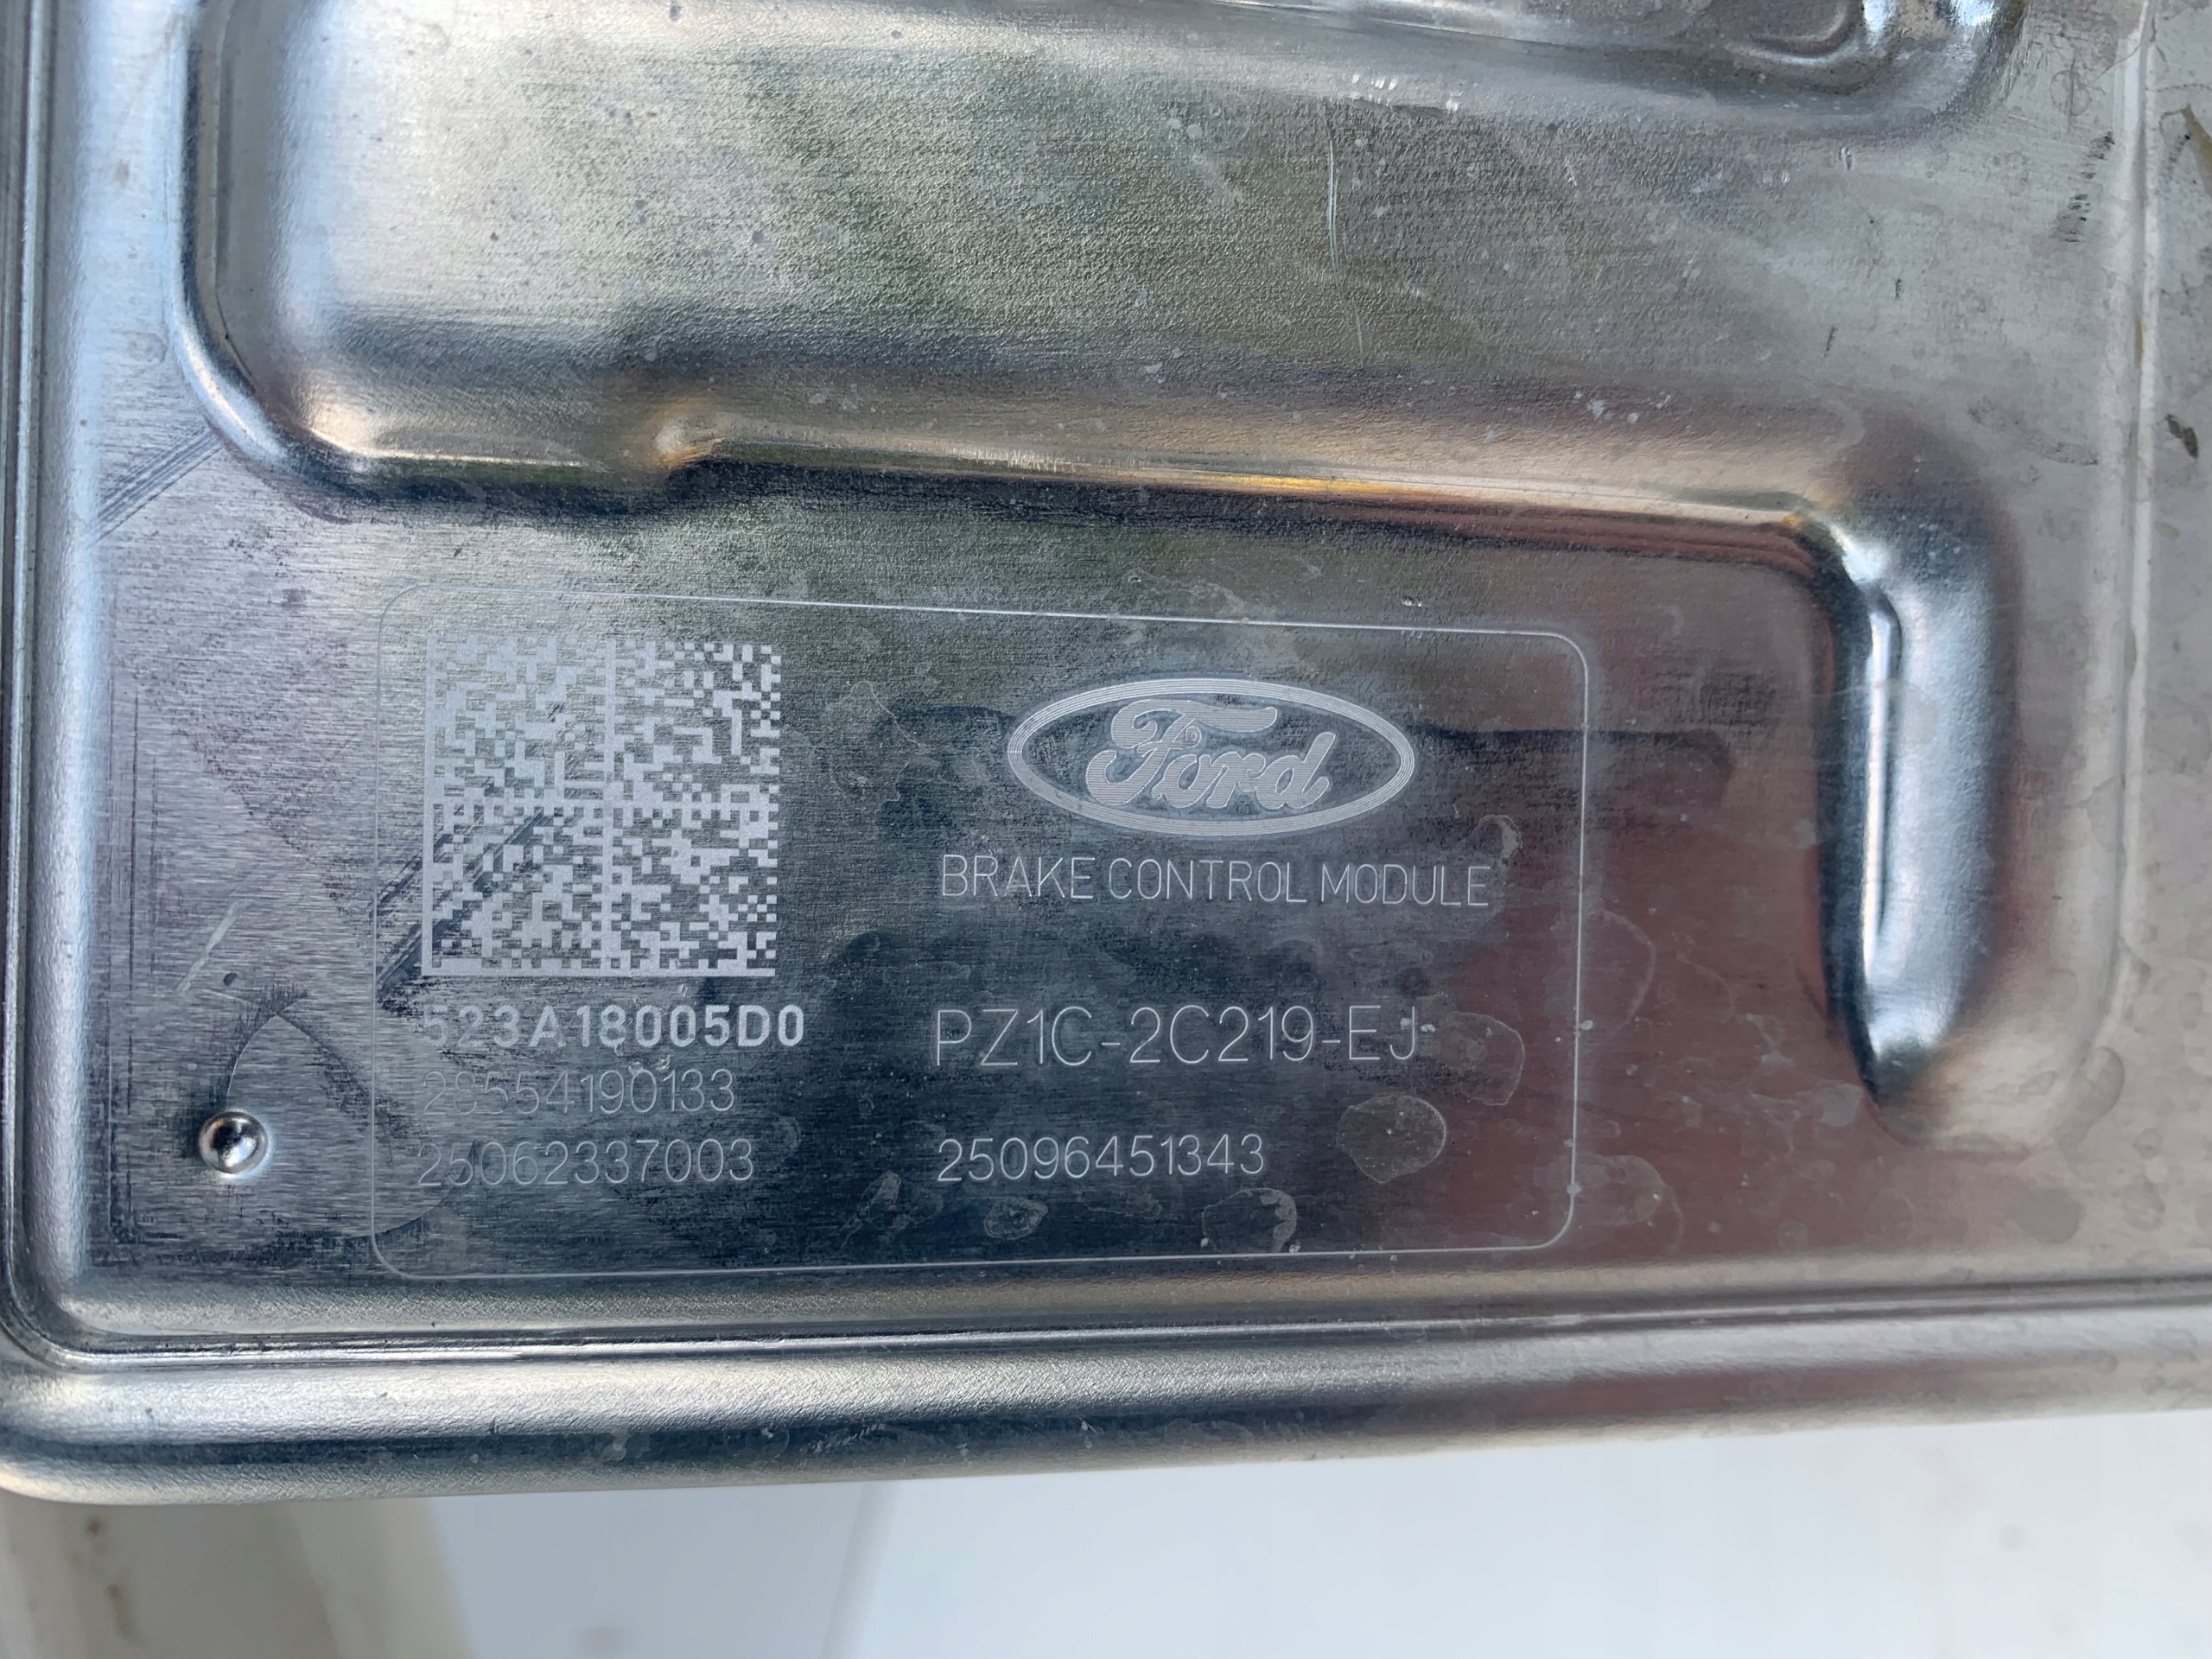 Ford
BRAKE CONTROL MODULE
523A18005D0
PZ1C-2C219-EJ
28554190133
25062337003
25096451343